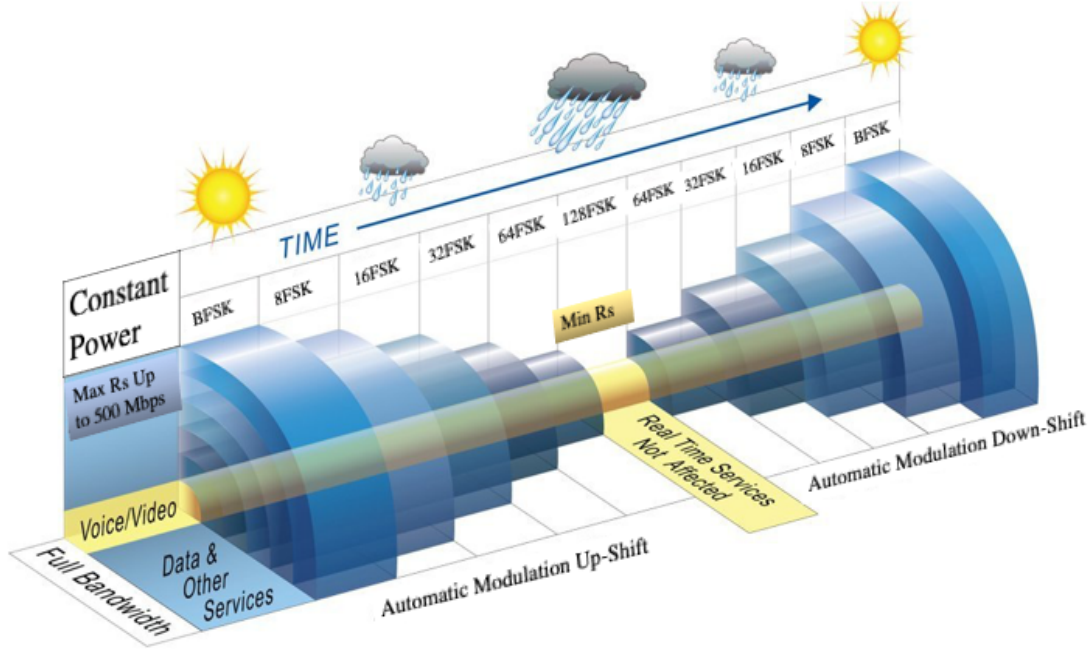 TIME
BFSK
8FSK
16FSK
32FSK
64FSK
128FSK
64FSK
32FSK
16FSK
8FSK
BFSK
Constant
Power
Max Rs Up
to 500 Mbps
Min Rs
Voice/Video
Full Bandwidth
Data &
Other
Services
Real Time Services
Not Affected
Automatic Modulation Up-Shift
Automatic Modulation Down-Shift